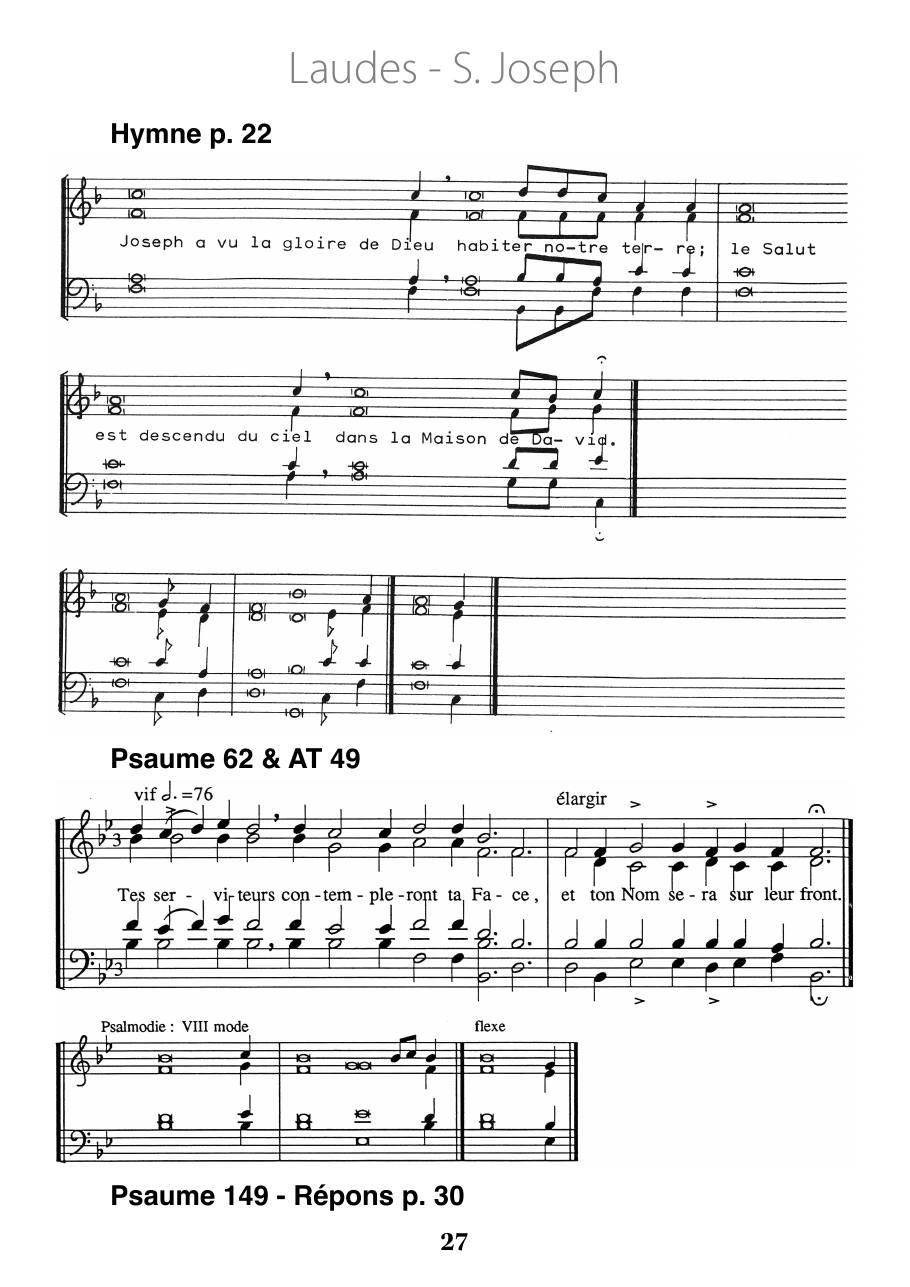 Laudes - S. Joseph
Hymne p. 22
Joseph a vu la gloire de Dieu habiter no-tre ter- re; le Salut
est descendu du ciel dans la Maison de Da- vid.
Psaume 62 & AT 49
vif 𝅗𝅥. =76 élargir
3
Tes ser - vi-teurs con-tem-ple-ront ta Fa-ce, et ton Nom se-ra sur leur front.
3
Psalmodie : VIII mode flexe
Psaume 149 - Répons p. 30
27